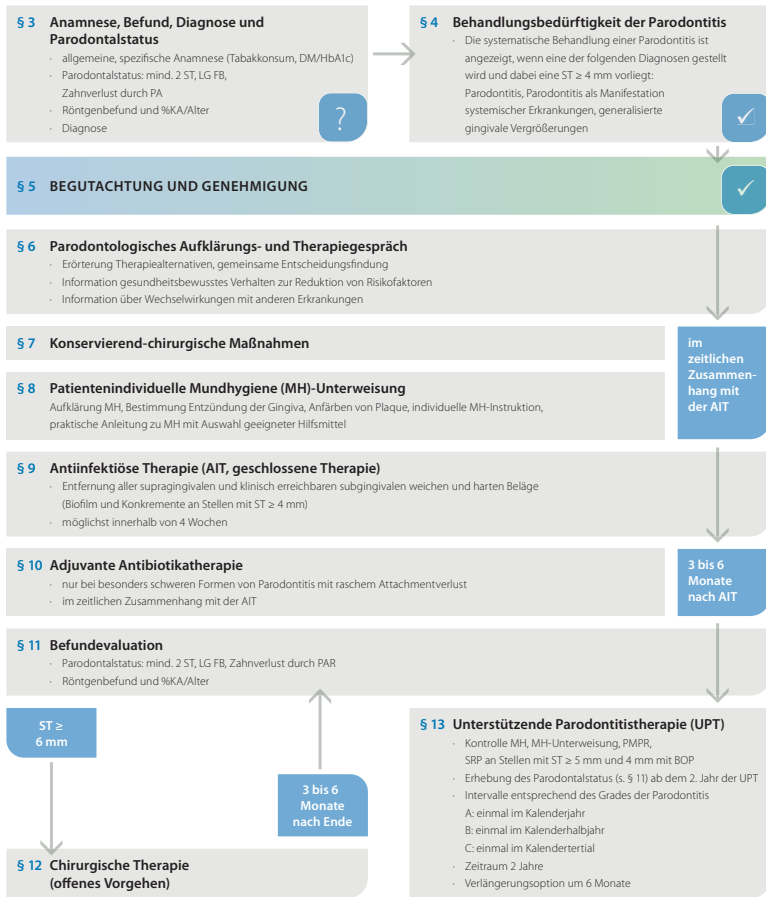 § 3 Anamnese, Befund, Diagnose und
Parodontalstatus
· allgemeine, spezifische Anamnese (Tabakkonsum, DM/HbA1c)
· Parodontalstatus: mind. 2 ST, LG FB,
Zahnverlust durch PA
· Röntgenbefund und %KA/Alter
· Diagnose
?
§ 4 Behandlungsbedürftigkeit der Parodontitis
· Die systematische Behandlung einer Parodontitis ist
angezeigt, wenn eine der folgenden Diagnosen gestellt
wird und dabei eine ST ≥ 4 mm vorliegt:
Parodontitis, Parodontitis als Manifestation
systemischer Erkrankungen, generalisierte
gingivale Vergrößerungen
§ 5 BEGUTACHTUNG UND GENEHMIGUNG
§ 6 Parodontologisches Aufklärungs- und Therapiegespräch
· Erörterung Therapiealternativen, gemeinsame Entscheidungsfindung
· Information gesundheitsbewusstes Verhalten zur Reduktion von Risikofaktoren
· Information über Wechselwirkungen mit anderen Erkrankungen
§ 7 Konservierend-chirurgische Maßnahmen
im
zeitlichen
Zusammen-
hang mit
der AIT
§ 8 Patientenindividuelle Mundhygiene (MH)-Unterweisung
Aufklärung MH, Bestimmung Entzündung der Gingiva, Anfärben von Plaque, individuelle MH-Instruktion,
praktische Anleitung zu MH mit Auswahl geeigneter Hilfsmittel
§ 9 Antiinfektiöse Therapie (AIT, geschlossene Therapie)
· Entfernung aller supragingivalen und klinisch erreichbaren subgingivalen weichen und harten Beläge
(Biofilm und Konkremente an Stellen mit ST ≥ 4 mm)
· möglichst innerhalb von 4 Wochen
§ 10 Adjuvante Antibiotikatherapie
· nur bei besonders schweren Formen von Parodontitis mit raschem Attachmentverlust
· im zeitlichen Zusammenhang mit der AIT
3 bis 6
Monate
nach AIT
§ 11 Befundevaluation
· Parodontalstatus: mind. 2 ST, LG FB, Zahnverlust durch PAR
· Röntgenbefund und %KA/Alter
ST ≥
6 mm
3 bis 6
Monate
nach Ende
§ 12 Chirurgische Therapie
(offenes Vorgehen)
§ 13 Unterstützende Parodontitistherapie (UPT)
· Kontrolle MH, MH-Unterweisung, PMPR,
SRP an Stellen mit ST ≥ 5 mm und 4 mm mit BOP
· Erhebung des Parodontalstatus (s. § 11) ab dem 2. Jahr der UPT
· Intervalle entsprechend des Grades der Parodontitis
A: einmal im Kalenderjahr
B: einmal im Kalenderhalbjahr
C: einmal im Kalendertertial
· Zeitraum 2 Jahre
· Verlängerungsoption um 6 Monate